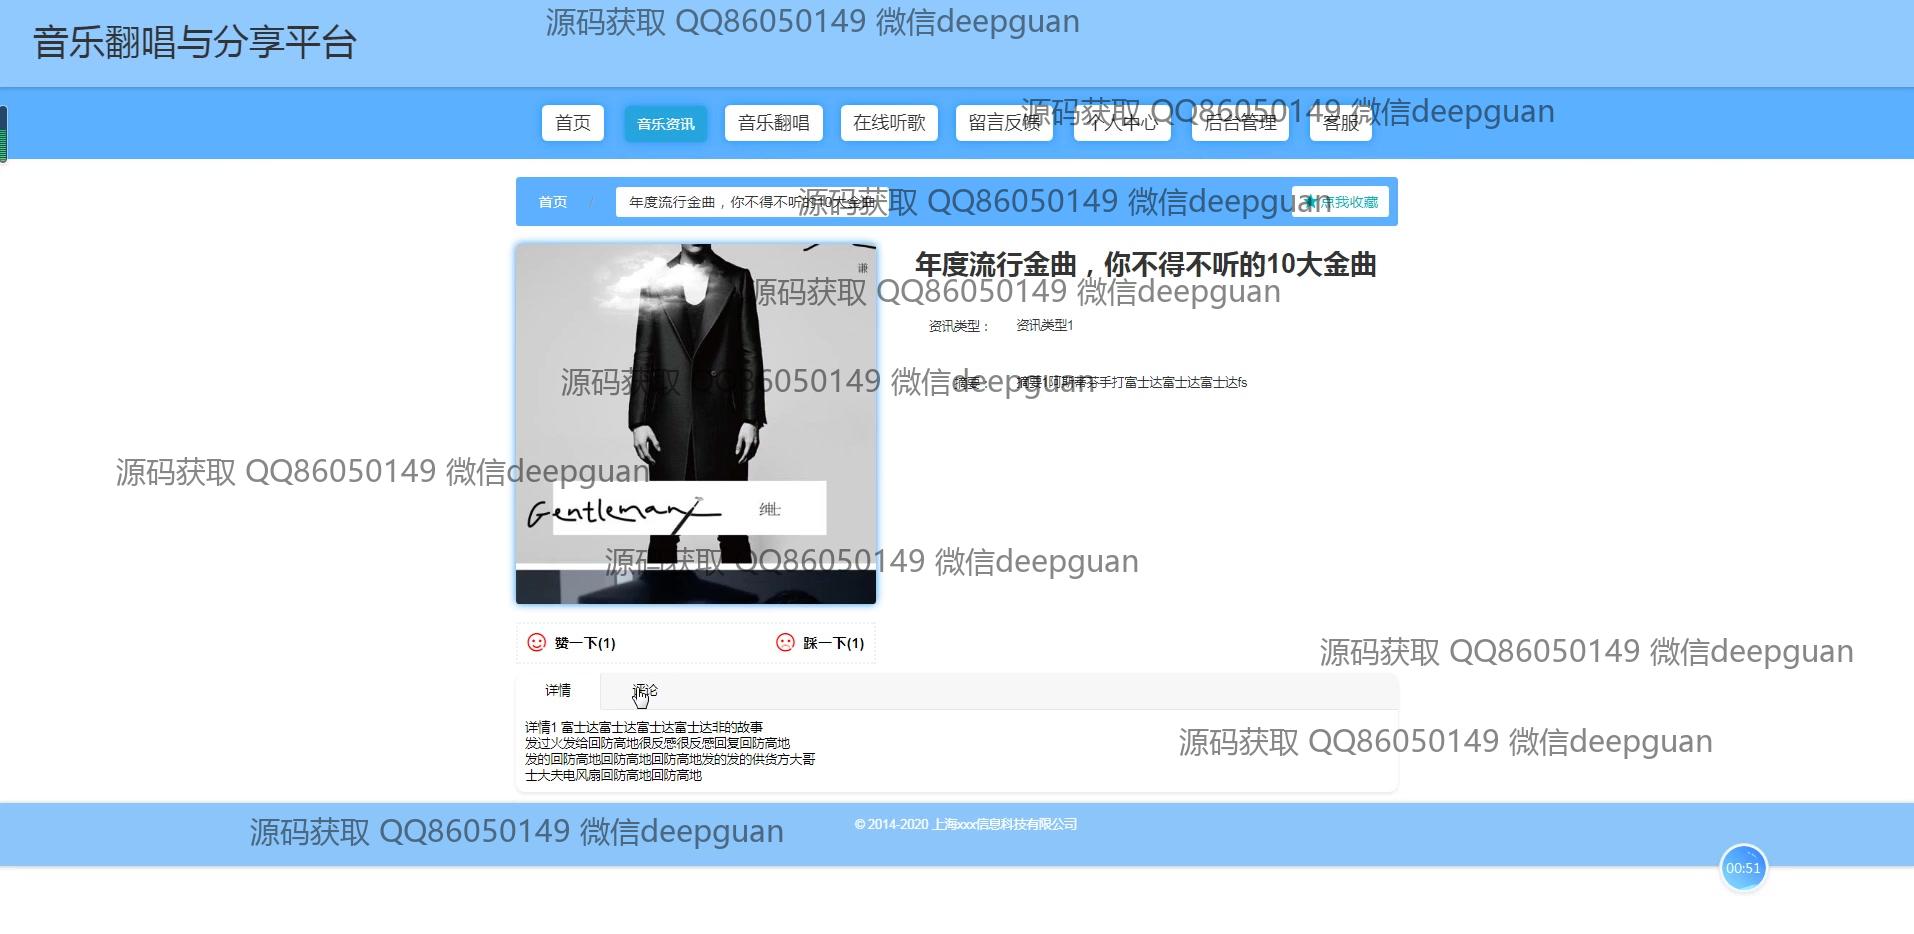 源码获取 QQ86050149 微信deepguan
音乐翻唱与分享平台
源码获取 QQ86050149 微信deepguan
首页 音乐资讯 音乐翻唱 在线听歌 留言反馈 个人中心 后台管理 客服
首页 / 年度流行金曲，你不得不听的10大金曲 ★点我收藏
源码获取 QQ86050149 微信deepguan
年度流行金曲，你不得不听的10大金曲
谦
源码获取 QQ86050149 微信deepguan
资讯类型： 资讯类型1
源码获取 QQ86050149 微信deepguan
摘要： 摘要1阿斯蒂芬手打富士达富士达富士达fs
源码获取 QQ86050149 微信deepguan
Gentleman 绅士
源码获取 QQ86050149 微信deepguan
赞一下(1) 踩一下(1)
源码获取 QQ86050149 微信deepguan
详情 评论
详情1 富士达富士达富士达富士达非的故事
发过火发给回防高地很反感很反感回复回防高地
源码获取 QQ86050149 微信deepguan
发的回防高地回防高地回防高地发的发的供货方大哥
士大夫电风扇回防高地回防高地
© 2014-2020 上海xxx信息科技有限公司
源码获取 QQ86050149 微信deepguan
00:51